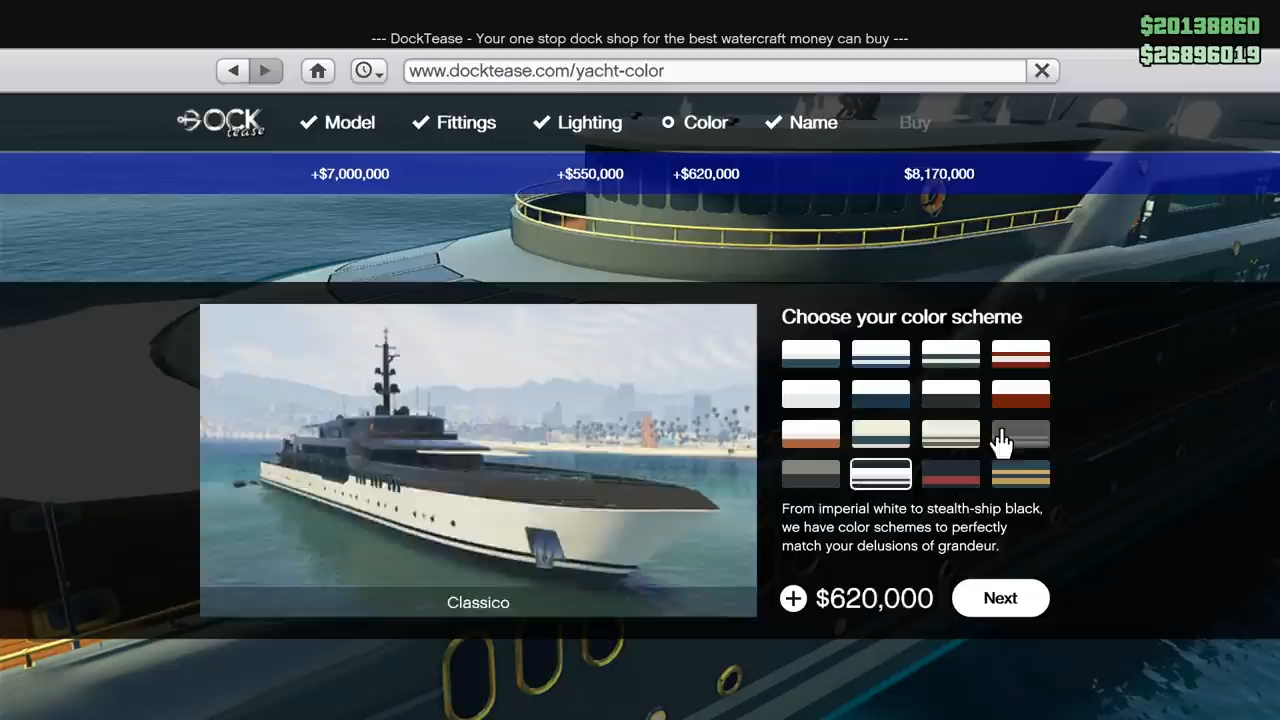 $20138860
--- DockTease - Your one stop dock shop for the best watercraft money can buy ---
$26896019
www.docktease.com/yacht-color
DOCK tease
Model
Fittings
Lighting
Color
Name
Buy
+$7,000,000
+$550,000
+$620,000
$8,170,000
Choose your color scheme
From imperial white to stealth-ship black,
we have color schemes to perfectly
match your delusions of grandeur.
Classico
$620,000
Next